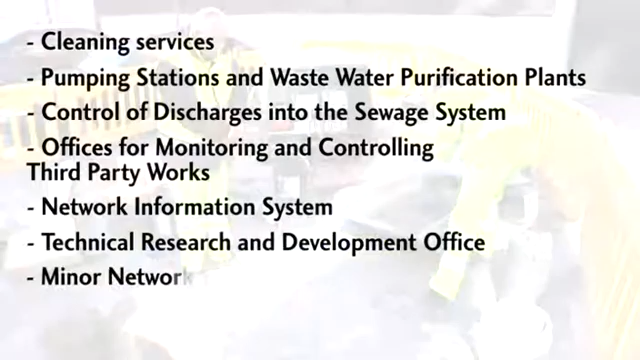 - Cleaning services
- Pumping Stations and Waste Water Purification Plants
- Control of Discharges into the Sewage System
- Offices for Monitoring and Controlling
Third Party Works
- Network Information System
- Technical Research and Development Office
- Minor Network